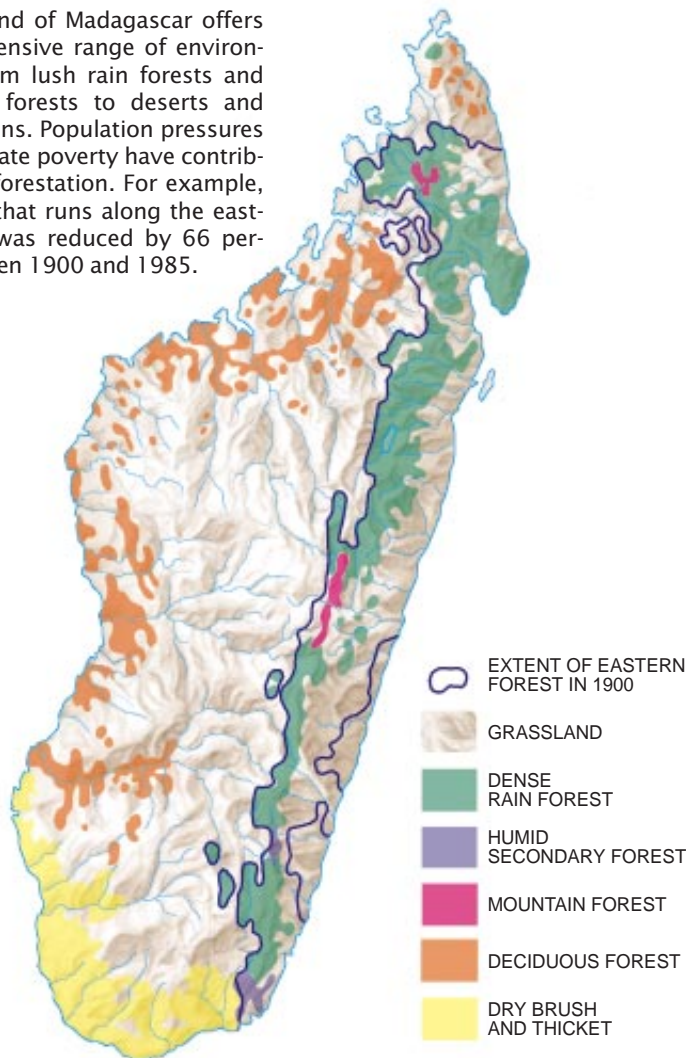 nd of Madagascar offers
ensive range of environ-
m lush rain forests and
forests to deserts and
ns. Population pressures
ate poverty have contrib-
forestation. For example,
that runs along the east-
was reduced by 66 per-
en 1900 and 1985.
EXTENT OF EASTERN
FOREST IN 1900
GRASSLAND
DENSE
RAIN FOREST
HUMID
SECONDARY FOREST
MOUNTAIN FOREST
DECIDUOUS FOREST
DRY BRUSH
AND THICKET